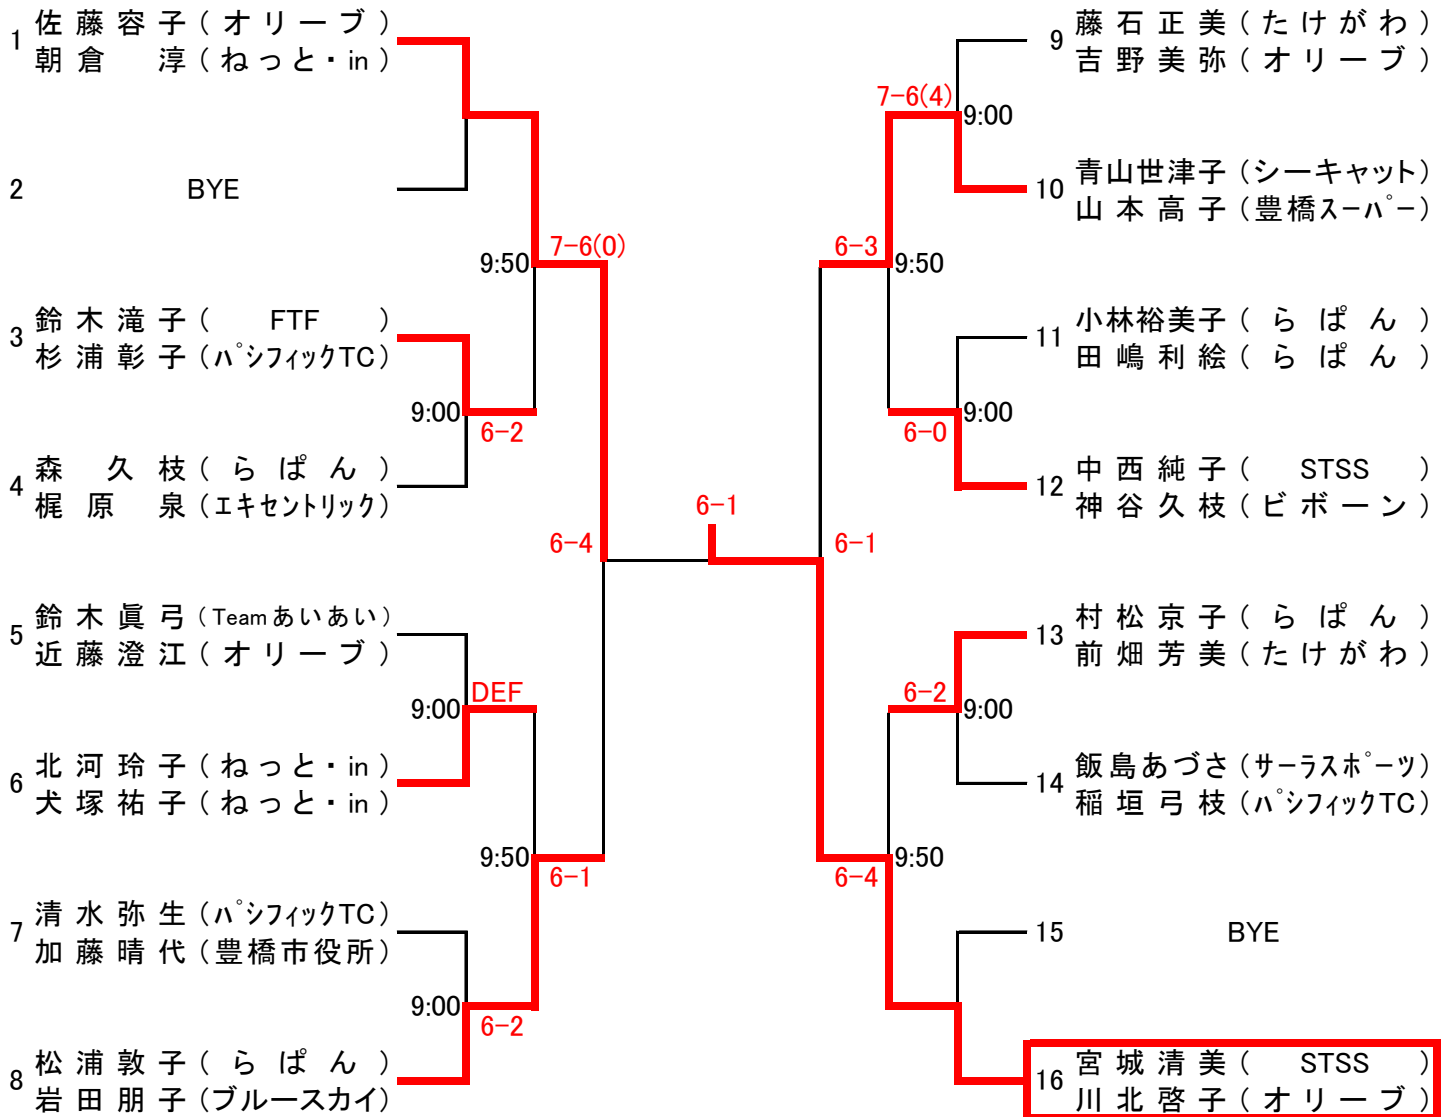 1 佐藤容子(オリーブ)
朝倉 淳(ねっと・in)
2 BYE
7-6(0)
9:50
3 鈴木滝子( FTF )
杉浦彰子(パシフィックTC)
9:00
6-2
4 森 久枝(らぱん)
梶原 泉(エキセントリック)
6-4
5 鈴木眞弓(Teamあいあい)
近藤澄江(オリーブ)
DEF
9:00
6 北河玲子(ねっと・in)
犬塚祐子(ねっと・in)
9:50
6-1
7 清水弥生(パシフィックTC)
加藤晴代(豊橋市役所)
9:00
6-2
8 松浦敦子(らぱん)
岩田朋子(ブルースカイ)
6-1
9 藤石正美(たけがわ)
吉野美弥(オリーブ)
7-6(4)
9:00
10 青山世津子(シーキャット)
山本高子(豊橋スーパー)
6-3
9:50
11 小林裕美子(らぱん)
田嶋利絵(らぱん)
9:00
6-0
12 中西純子( STSS )
神谷久枝(ビボーン)
6-1
13 村松京子(らぱん)
前畑芳美(たけがわ)
6-2
9:00
14 飯島あづさ(サーラスポーツ)
稲垣弓枝(パシフィックTC)
9:50
6-4
15 BYE
16 宮城清美( STSS )
川北啓子(オリーブ)